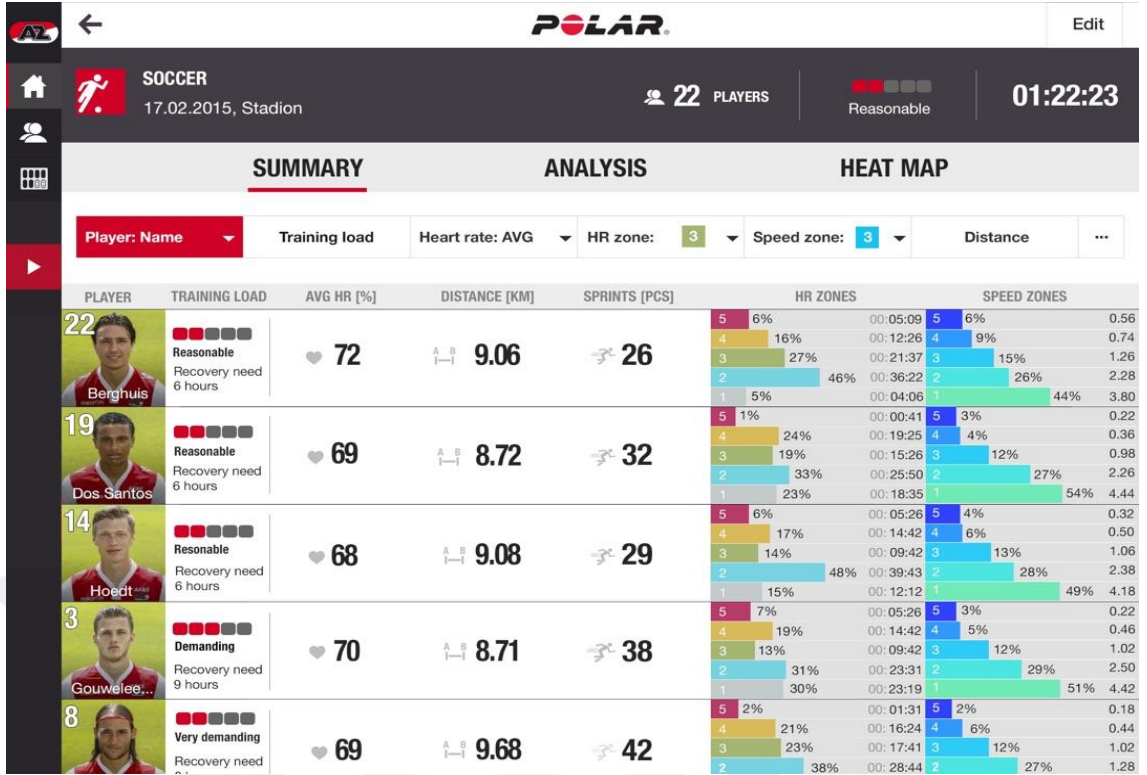 AZ
POLAR.
Edit
SOCCER
17.02.2015, Stadion
22 PLAYERS
Reasonable
01:22:23
SUMMARY ANALYSIS HEAT MAP
Player: Name Training load Heart rate: AVG HR zone: 3 Speed zone: 3 Distance ...
PLAYER TRAINING LOAD AVG HR [%] DISTANCE [KM] SPRINTS [PCS] HR ZONES SPEED ZONES
22
Berghuis
Reasonable
Recovery need
6 hours
72
A B
9.06
26
5 6% 00:05:09 5 6% 0.56
4 16% 00:12:26 4 9% 0.74
3 27% 00:21:37 3 15% 1.26
2 46% 00:36:22 2 26% 2.28
1 5% 00:04:06 1 44% 3.80
19
Dos Santos
Reasonable
Recovery need
6 hours
69
A B
8.72
32
5 1% 00:00:41 5 3% 0.22
4 24% 00:19:25 4 4% 0.36
3 19% 00:15:26 3 12% 0.98
2 33% 00:25:50 2 27% 2.26
1 23% 00:18:35 1 54% 4.44
14
Hoedt
Resonable
Recovery need
6 hours
68
A B
9.08
29
5 6% 00:05:26 5 4% 0.32
4 17% 00:14:42 4 6% 0.50
3 14% 00:09:42 3 13% 1.06
2 48% 00:39:43 2 28% 2.38
1 15% 00:12:12 1 49% 4.18
3
Gouwelee...
Demanding
Recovery need
9 hours
70
A B
8.71
38
5 7% 00:05:26 5 3% 0.22
4 19% 00:14:42 4 5% 0.46
3 13% 00:09:42 3 12% 1.02
2 31% 00:23:31 2 29% 2.50
1 30% 00:23:19 1 51% 4.42
8
Very demanding
Recovery need
69
A B
9.68
42
5 2% 00:01:31 5 2% 0.18
4 21% 00:16:24 4 6% 0.44
3 23% 00:17:41 3 12% 1.02
2 38% 00:28:44 2 27% 1.28